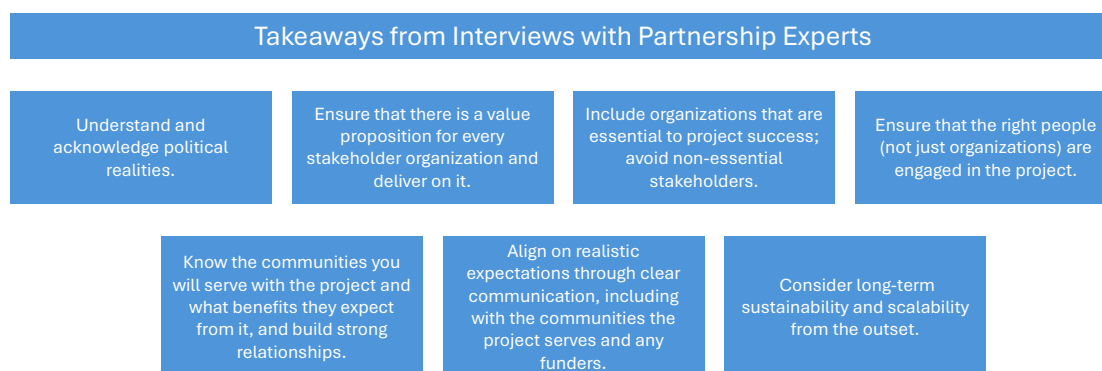 Takeaways from Interviews with Partnership Experts
Understand and
acknowledge political
realities.
Ensure that there is a value
proposition for every
stakeholder organization and
deliver on it.
Include organizations that are
essential to project success;
avoid non-essential
stakeholders.
Ensure that the right people
(not just organizations) are
engaged in the project.
Know the communities you
will serve with the project and
what benefits they expect
from it, and build strong
relationships.
Align on realistic
expectations through clear
communication, including
with the communities the
project serves and any
funders.
Consider long-term
sustainability and scalability
from the outset.